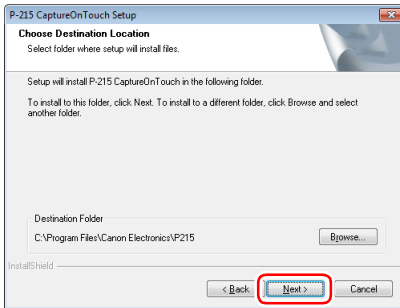 P-215 CaptureOnTouch Setup
Choose Destination Location
Select folder where setup will install files.
Setup will install P-215 CaptureOnTouch in the following folder.
To install to this folder, click Next. To install to a different folder, click Browse and select
another folder.
Destination Folder
C:\Program Files\Canon Electronics\P215
Browse...
InstallShield
< Back
Next >
Cancel